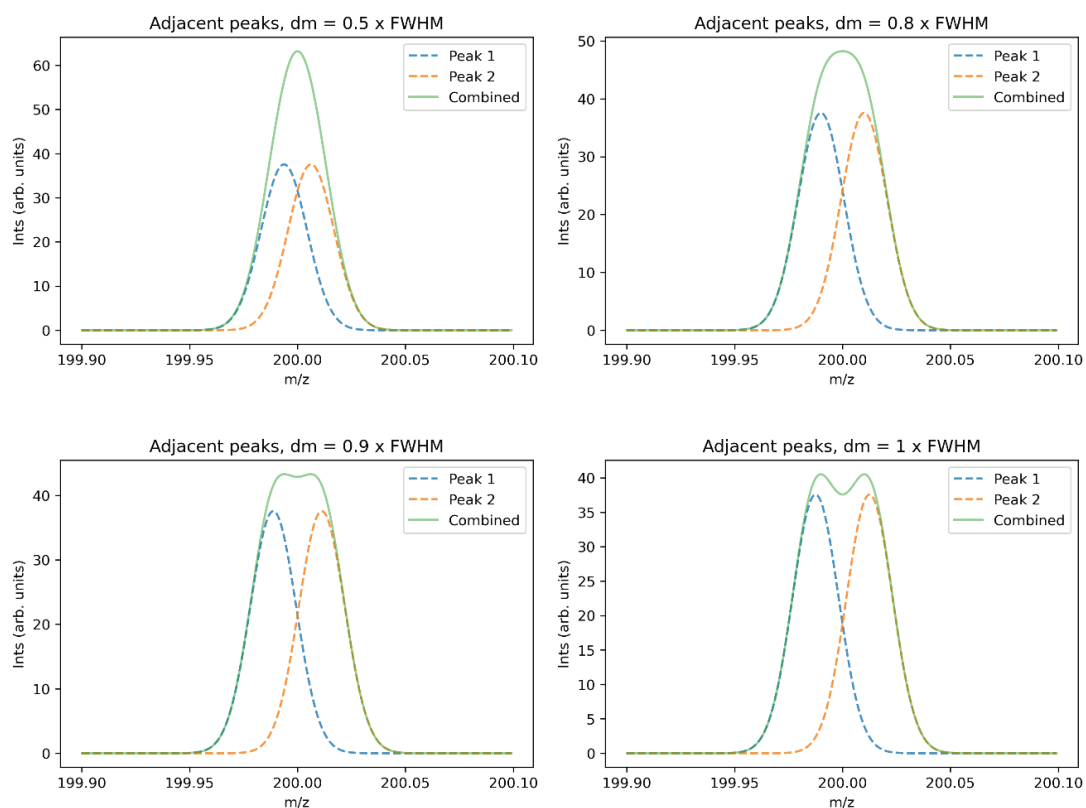 Adjacent peaks, dm = 0.5 x FWHM
60
50
40
30
20
10
0
Ints (arb. units)
Peak 1
Peak 2
Combined
199.90 199.95 200.00 200.05 200.10
m/z
Adjacent peaks, dm = 0.8 x FWHM
50
40
30
20
10
0
Ints (arb. units)
Peak 1
Peak 2
Combined
199.90 199.95 200.00 200.05 200.10
m/z
Adjacent peaks, dm = 0.9 x FWHM
40
30
20
10
0
Ints (arb. units)
Peak 1
Peak 2
Combined
199.90 199.95 200.00 200.05 200.10
m/z
Adjacent peaks, dm = 1 x FWHM
40
35
30
25
20
15
10
5
0
Ints (arb. units)
Peak 1
Peak 2
Combined
199.90 199.95 200.00 200.05 200.10
m/z